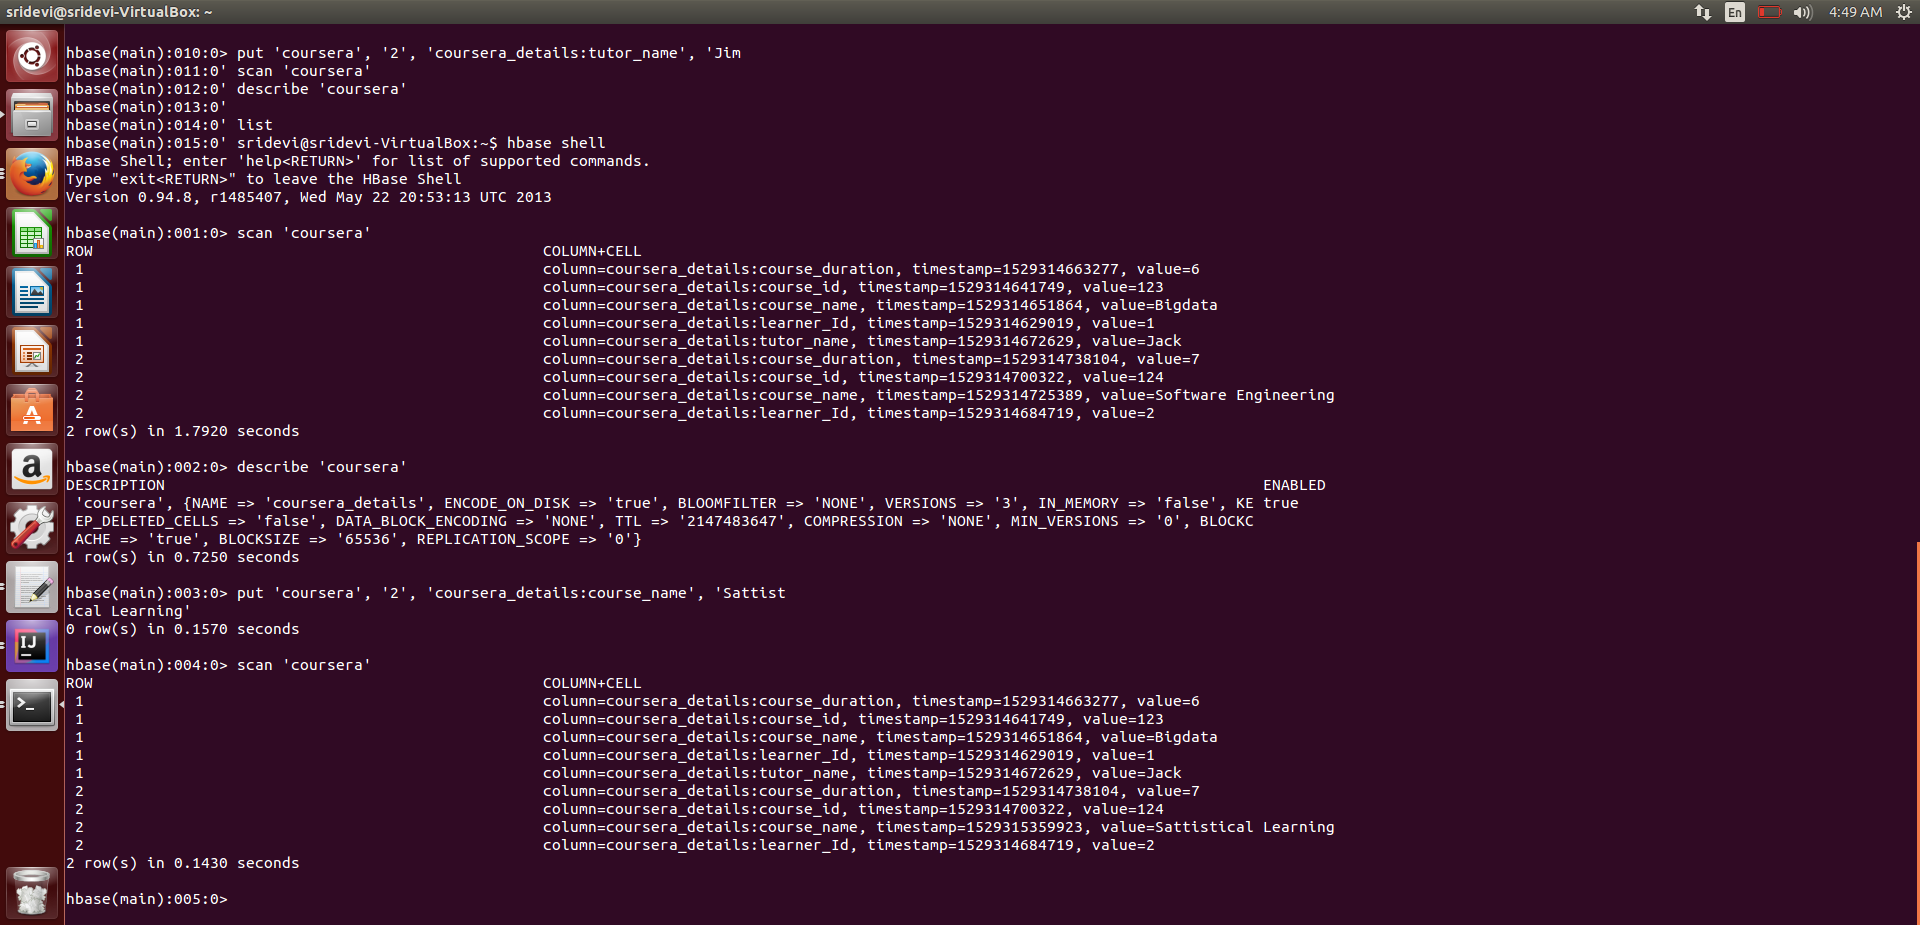 sridevi@sridevi-VirtualBox: ~
En
4:49 AM
hbase(main):010:0> put 'coursera', '2', 'coursera_details:tutor_name', 'Jim
hbase(main):011:0' scan 'coursera'
hbase(main):012:0' describe 'coursera'
hbase(main):013:0'
hbase(main):014:0' list
hbase(main):015:0' sridevi@sridevi-VirtualBox:~$ hbase shell
HBase Shell; enter 'help<RETURN>' for list of supported commands.
Type "exit<RETURN>" to leave the HBase Shell
Version 0.94.8, r1485407, Wed May 22 20:53:13 UTC 2013
hbase(main):001:0> scan 'coursera'
ROW COLUMN+CELL
1 column=coursera_details:course_duration, timestamp=1529314663277, value=6
1 column=coursera_details:course_id, timestamp=1529314641749, value=123
1 column=coursera_details:course_name, timestamp=1529314651864, value=Bigdata
1 column=coursera_details:learner_Id, timestamp=1529314629019, value=1
1 column=coursera_details:tutor_name, timestamp=1529314672629, value=Jack
2 column=coursera_details:course_duration, timestamp=1529314738104, value=7
2 column=coursera_details:course_id, timestamp=1529314700322, value=124
2 column=coursera_details:course_name, timestamp=1529314725389, value=Software Engineering
2 column=coursera_details:learner_Id, timestamp=1529314684719, value=2
2 row(s) in 1.7920 seconds
hbase(main):002:0> describe 'coursera'
DESCRIPTION ENABLED
'coursera', {NAME => 'coursera_details', ENCODE_ON_DISK => 'true', BLOOMFILTER => 'NONE', VERSIONS => '3', IN_MEMORY => 'false', KE true
EP_DELETED_CELLS => 'false', DATA_BLOCK_ENCODING => 'NONE', TTL => '2147483647', COMPRESSION => 'NONE', MIN_VERSIONS => '0', BLOCKC
ACHE => 'true', BLOCKSIZE => '65536', REPLICATION_SCOPE => '0'}
1 row(s) in 0.7250 seconds
hbase(main):003:0> put 'coursera', '2', 'coursera_details:course_name', 'Sattist
ical Learning'
0 row(s) in 0.1570 seconds
hbase(main):004:0> scan 'coursera'
ROW COLUMN+CELL
1 column=coursera_details:course_duration, timestamp=1529314663277, value=6
1 column=coursera_details:course_id, timestamp=1529314641749, value=123
1 column=coursera_details:course_name, timestamp=1529314651864, value=Bigdata
1 column=coursera_details:learner_Id, timestamp=1529314629019, value=1
1 column=coursera_details:tutor_name, timestamp=1529314672629, value=Jack
2 column=coursera_details:course_duration, timestamp=1529314738104, value=7
2 column=coursera_details:course_id, timestamp=1529314700322, value=124
2 column=coursera_details:course_name, timestamp=1529315359923, value=Sattistical Learning
2 column=coursera_details:learner_Id, timestamp=1529314684719, value=2
2 row(s) in 0.1430 seconds
hbase(main):005:0>